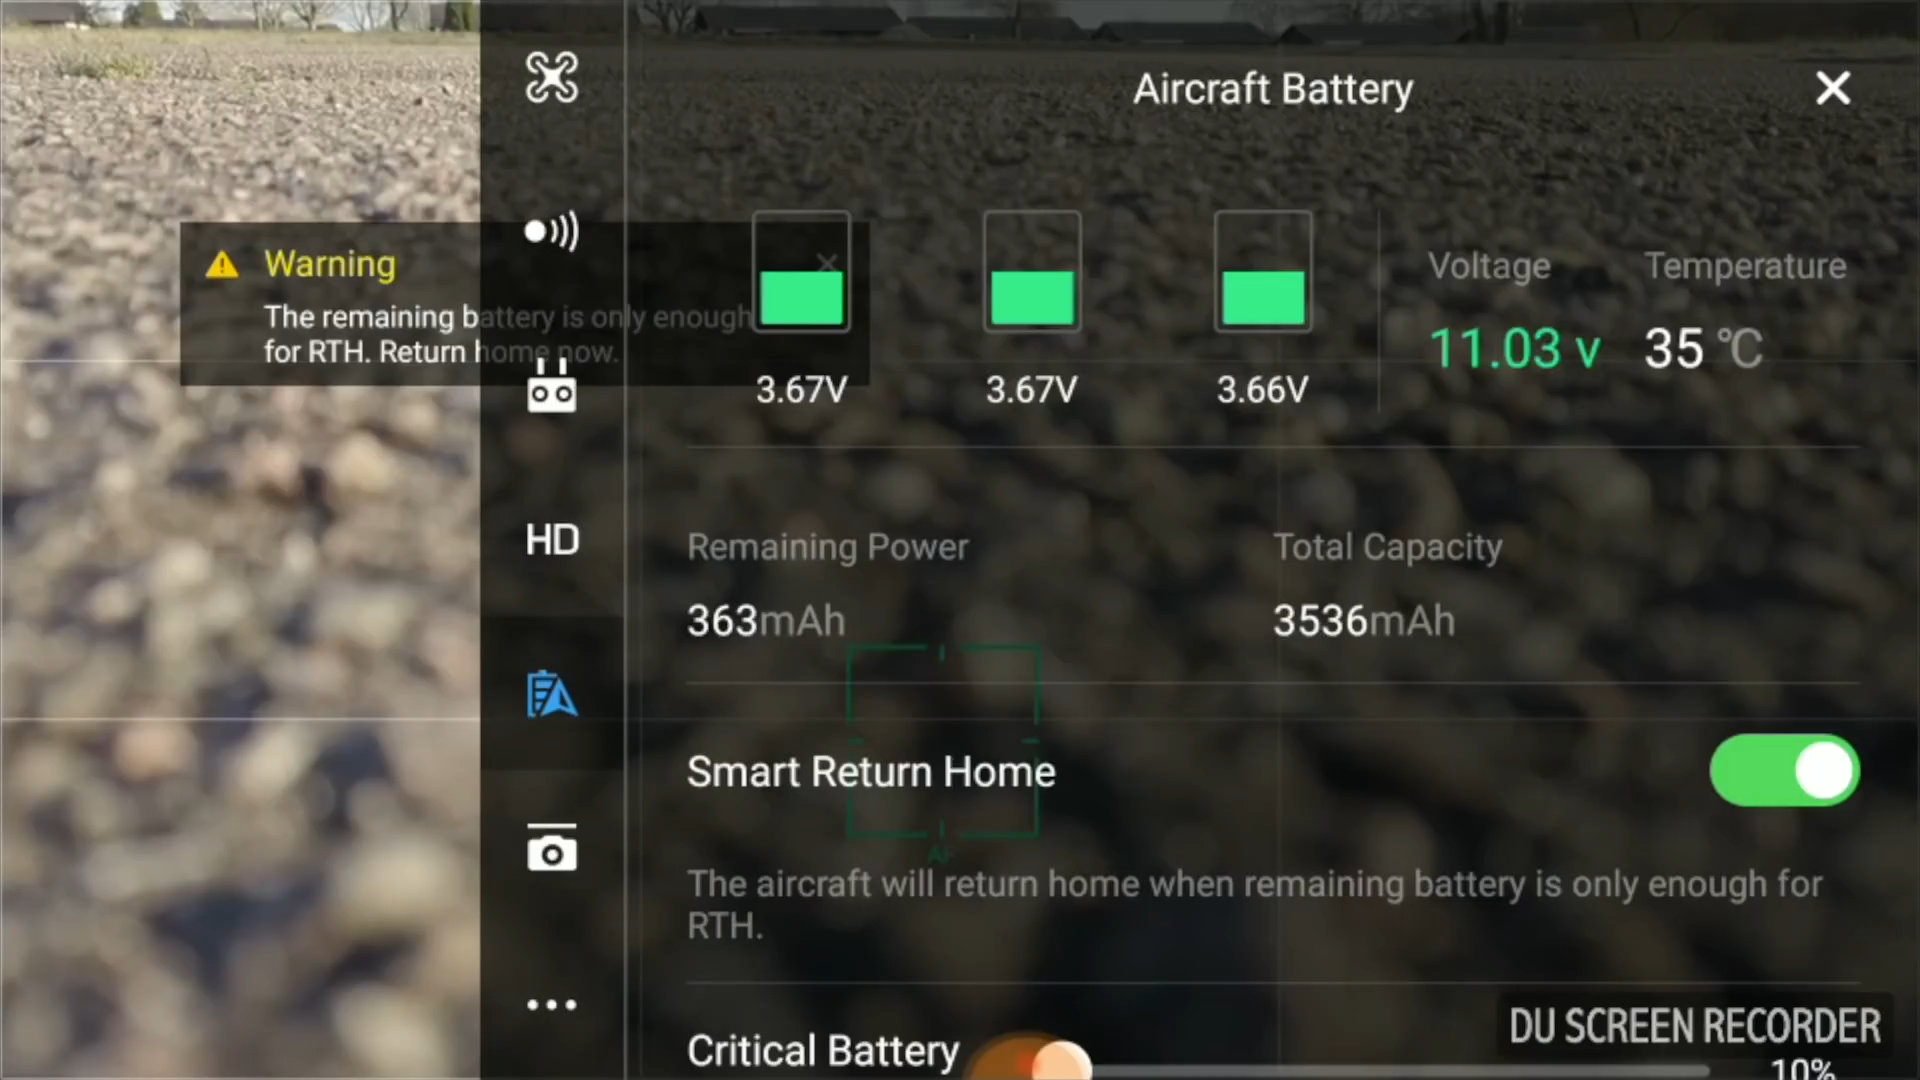 Aircraft Battery
Warning
The remaining battery is only enough
for RTH. Return home now.
Voltage
Temperature
11.03 v
35 °C
3.67V
3.67V
3.66V
HD
Remaining Power
Total Capacity
363mAh
3536mAh
Smart Return Home
AF
The aircraft will return home when remaining battery is only enough for
RTH.
DU SCREEN RECORDER
Critical Battery
10%